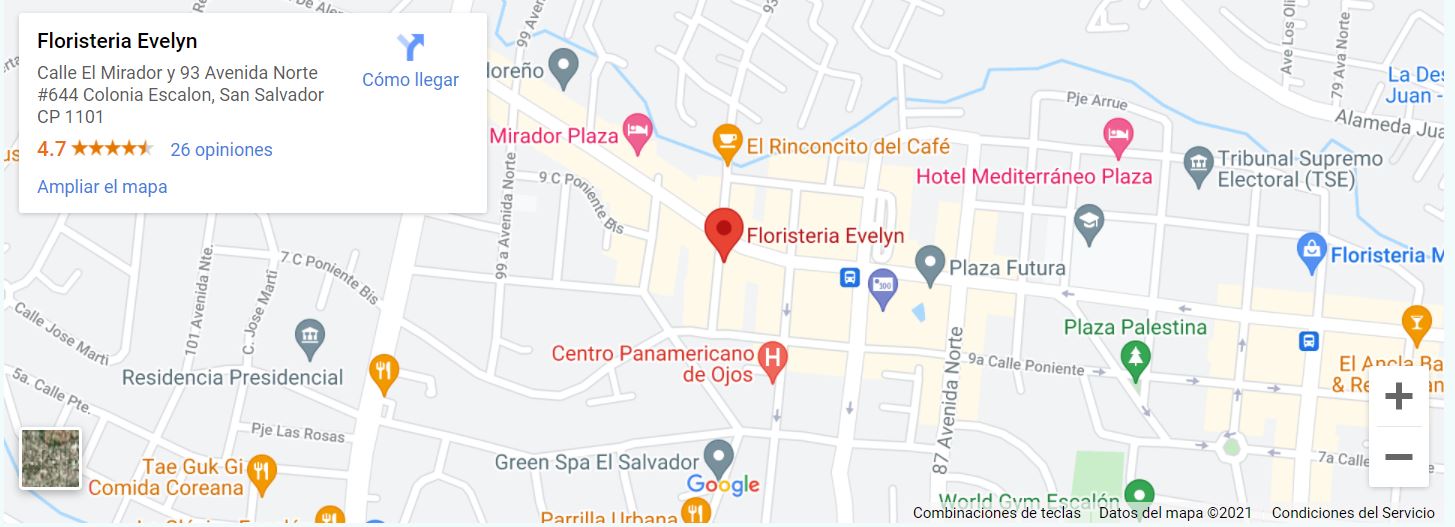 Floristeria Evelyn
Calle El Mirador y 93 Avenida Norte
#644 Colonia Escalon, San Salvador
CP 1101
4.7
26 opiniones
Ampliar el mapa
Cómo llegar
99 Av
loreño
Mirador Plaza
El Rinconcito del Café
Pje Arrue
Hotel Mediterráneo Plaza
Tribunal Supremo
Electoral (TSE)
Ave Los Oli
79 Ava Norte
La Des
Juan -
Alameda Jua
9 C Poniente Bis
99 a Avenida Norte
Floristeria Evelyn
Plaza Futura
100
Floristeria M
7 C Poniente Bis
101 Avenida Nte.
C. Jose Marti
Calle Jose Marti
Residencia Presidencial
Centro Panamericano
de Ojos
H
Plaza Palestina
9a Calle Poniente
87 Avenida Norte
El Ancla Ba
& Re
an
5a. Calle Pte.
Pje Las Rosas
Tae Guk Gi
Comida Coreana
Green Spa El Salvador
Google
Parrilla Urbana
World Gym Escalón
7a Calle
Combinaciones de teclas
Datos del mapa ©2021
Condiciones del Servicio